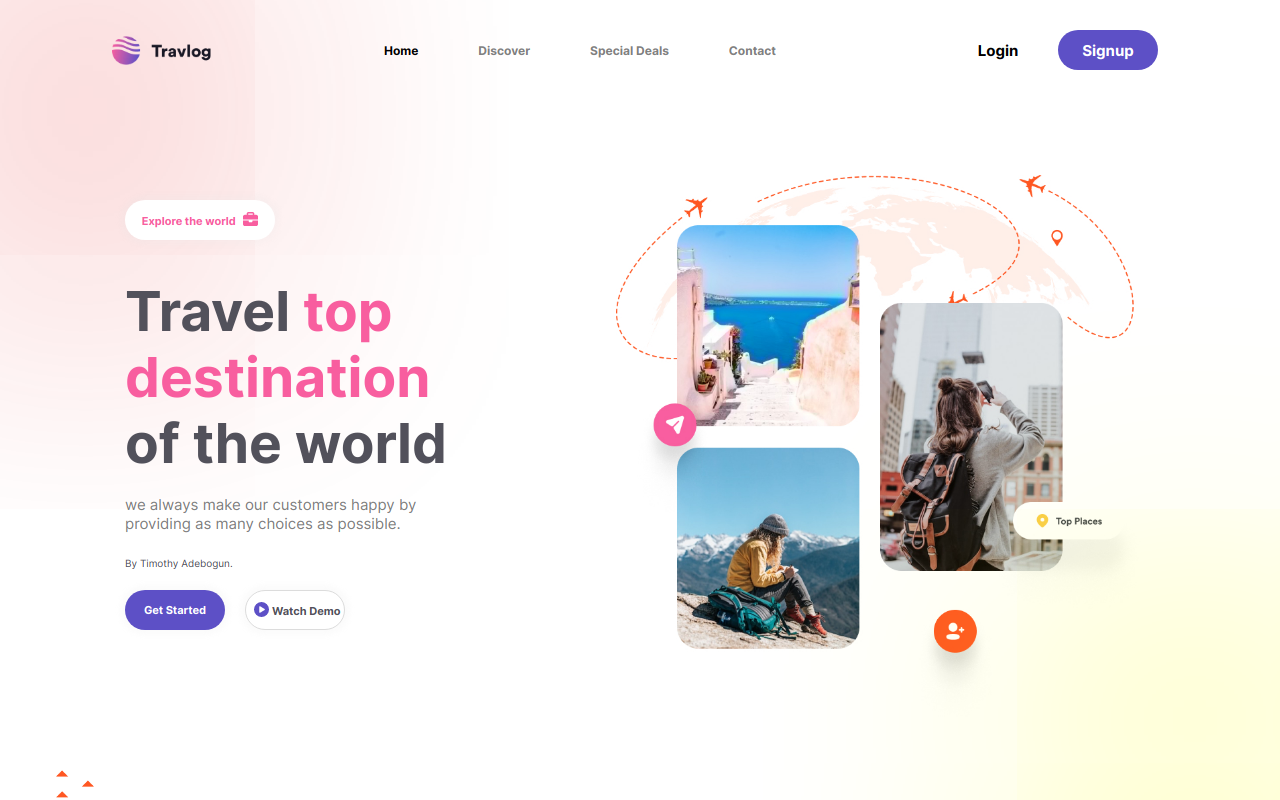 Travlog
Home
Discover
Special Deals
Contact
Login
Signup
Explore the world
Travel top
destination
of the world
we always make our customers happy by
providing as many choices as possible.
By Timothy Adebogun.
Get Started
Watch Demo
Top Places